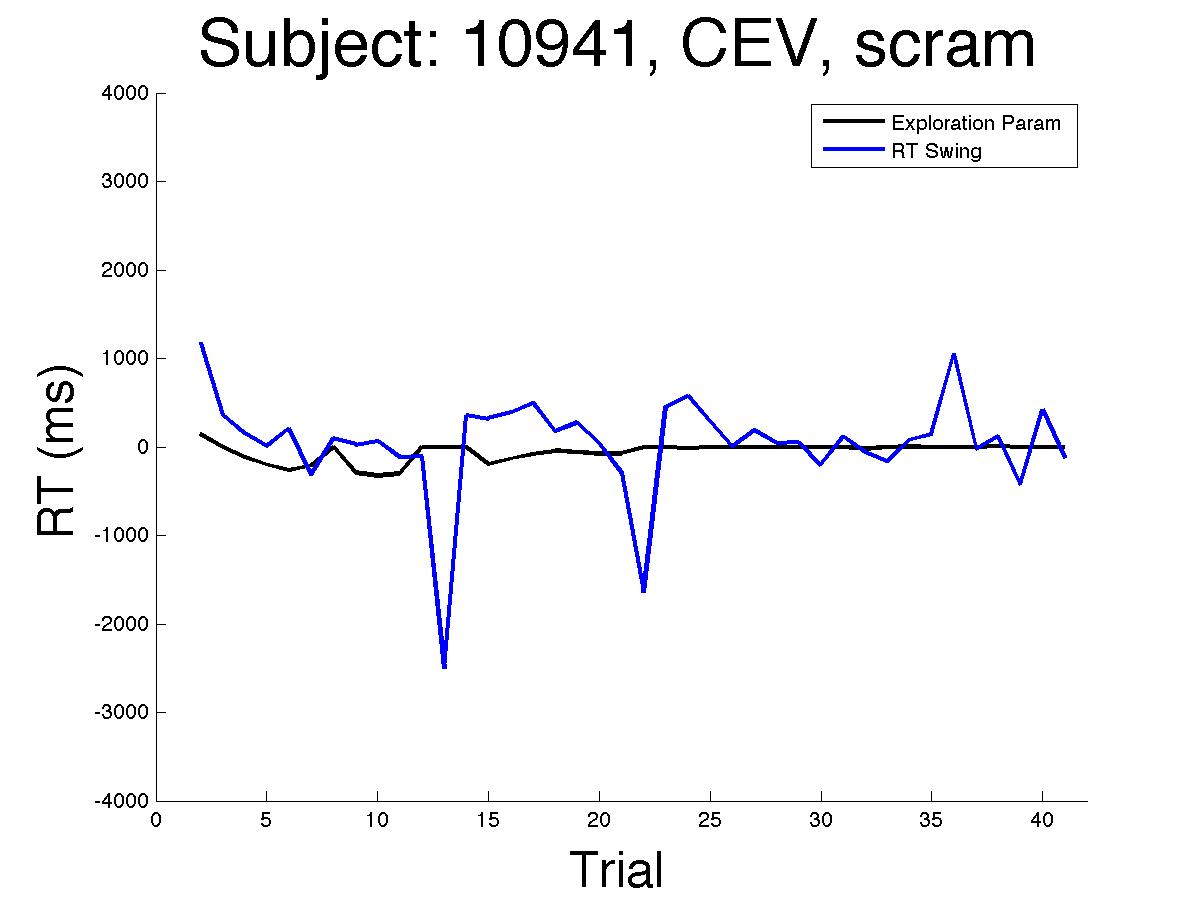 Subject: 10941, CEV, scram
Exploration Param
RT Swing
4000
3000
2000
1000
0
-1000
-2000
-3000
-4000
RT (ms)
0 5 10 15 20 25 30 35 40
Trial